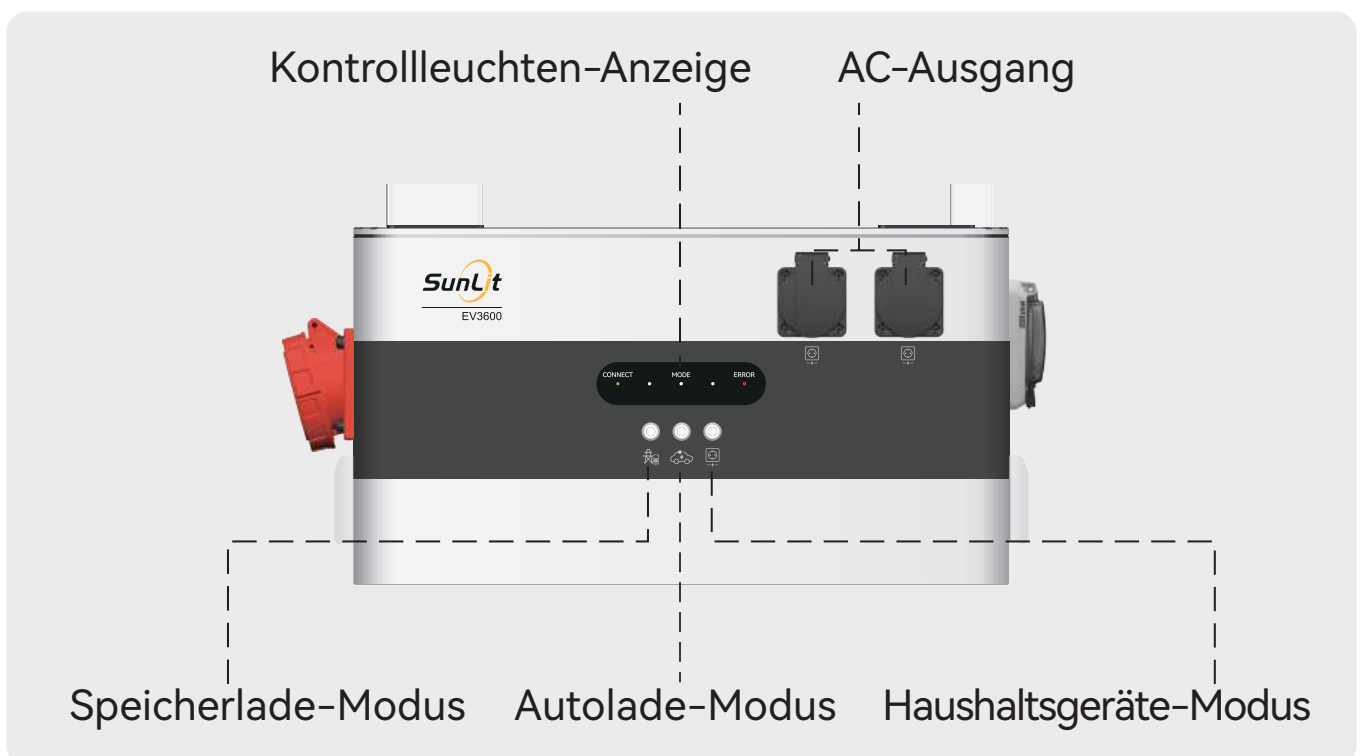 Kontrollleuchten-Anzeige AC-Ausgang
SunLit
EV3600
CONNECT MODE ERROR
Speicherlade-Modus Autolade-Modus Haushaltsgeräte-Modus